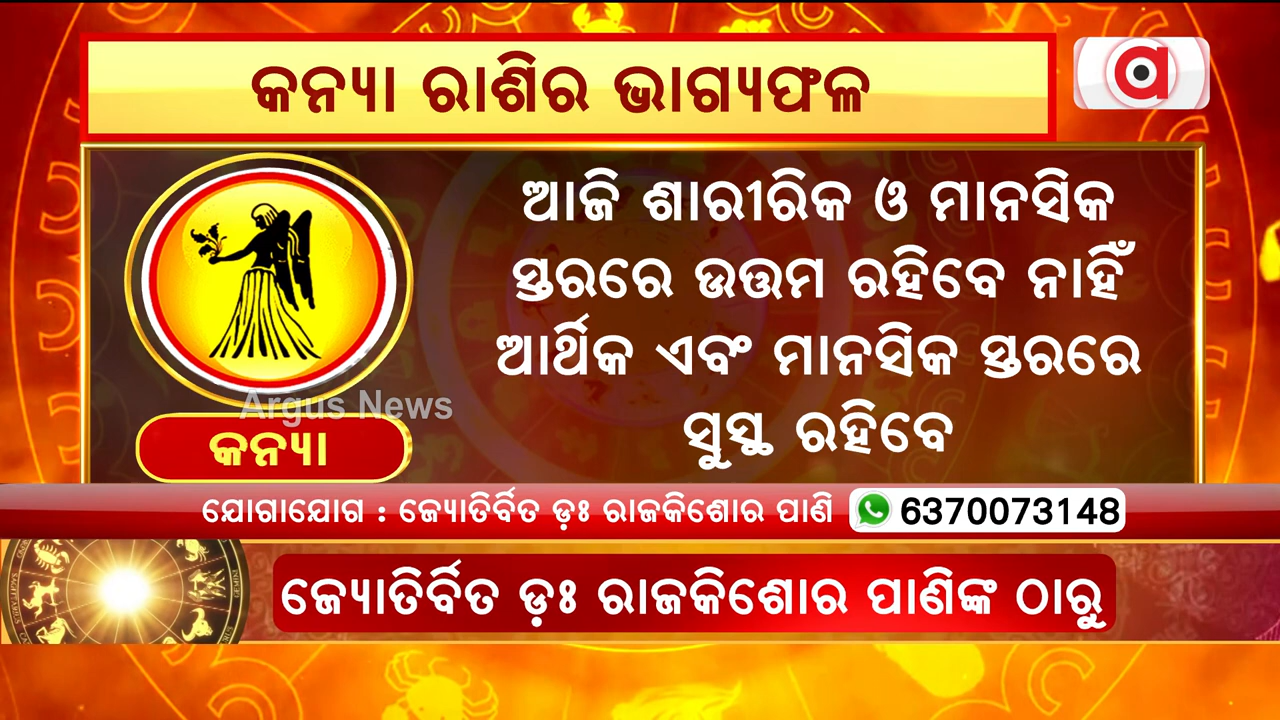 କନ୍ୟା ରାଶିର ଭାଗ୍ୟଫଳ
a
ଆଜି ଶାରୀରିକ ଓ ମାନସିକ
ସ୍ତରରେ ଉତ୍ତମ ରହିବେ ନାହିଁ
ଆର୍ଥିକ ଏବଂ ମାନସିକ ସ୍ତରରେ
ସୁସ୍ଥ ରହିବେ
Argus News
କନ୍ୟା
ଯୋଗାଯୋଗ : ଜ୍ୟୋତିର୍ବିତ ଡ଼ଃ ରାଜକିଶୋର ପାଣି 6370073148
ଜ୍ୟୋତିର୍ବିତ ଡ଼ଃ ରାଜକିଶୋର ପାଣିଙ୍କ ଠାରୁ